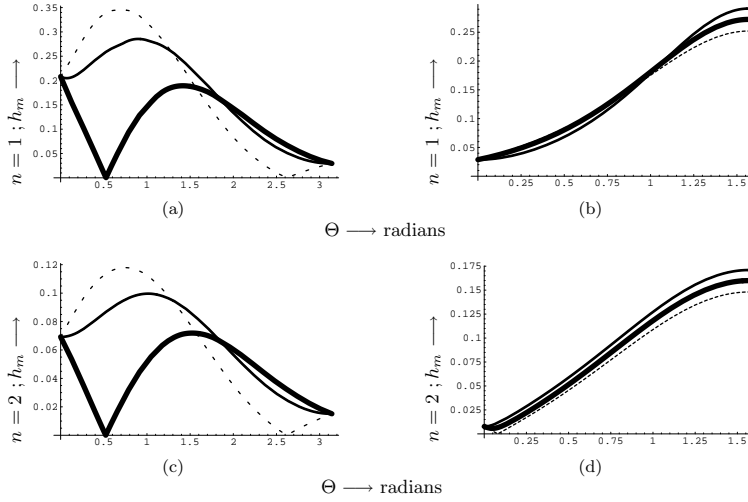 0.35
0.3
0.25
0.2
0.15
0.1
0.05
0.5 1 1.5 2 2.5 3
n = 1 ; h_m ⟶
(a)
0.3
0.25
0.2
0.15
0.1
0.05
0.25 0.5 0.75 1 1.25 1.5
n = 1 ; h_m ⟶
(b)
Θ ⟶ radians
0.12
0.1
0.08
0.06
0.04
0.02
0.5 1 1.5 2 2.5 3
n = 2 ; h_m ⟶
(c)
0.175
0.15
0.125
0.1
0.075
0.05
0.025
0.25 0.5 0.75 1 1.25 1.5
n = 2 ; h_m ⟶
(d)
Θ ⟶ radians